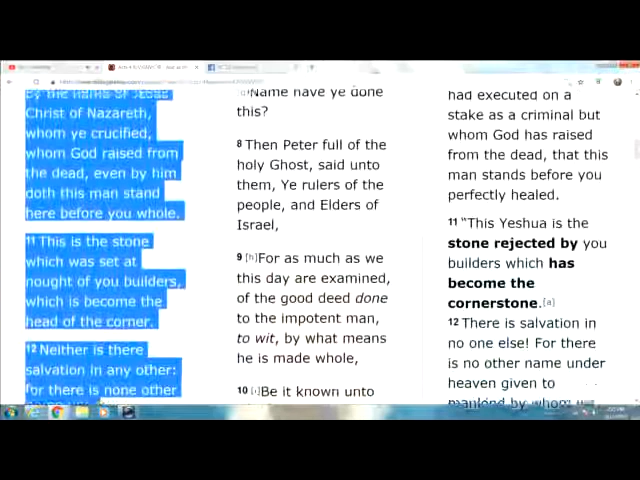 By the name of Jesus
Christ of Nazareth,
whom ye crucified,
whom God raised from
the dead, even by him
doth this man stand
here before you whole.
11 This is the stone
which was set at
nought of you builders,
which is become the
head of the corner.
12 Neither is there
salvation in any other:
for there is none other
Name have ye done
this?
8 Then Peter full of the
holy Ghost, said unto
them, Ye rulers of the
people, and Elders of
Israel,
9 [h]For as much as we
this day are examined,
of the good deed done
to the impotent man,
to wit, by what means
he is made whole,
10 [i]Be it known unto
had executed on a
stake as a criminal but
whom God has raised
from the dead, that this
man stands before you
perfectly healed.
11 “This Yeshua is the
stone rejected by you
builders which has
become the
cornerstone.[a]
12 There is salvation in
no one else! For there
is no other name under
heaven given to
mankind by whom